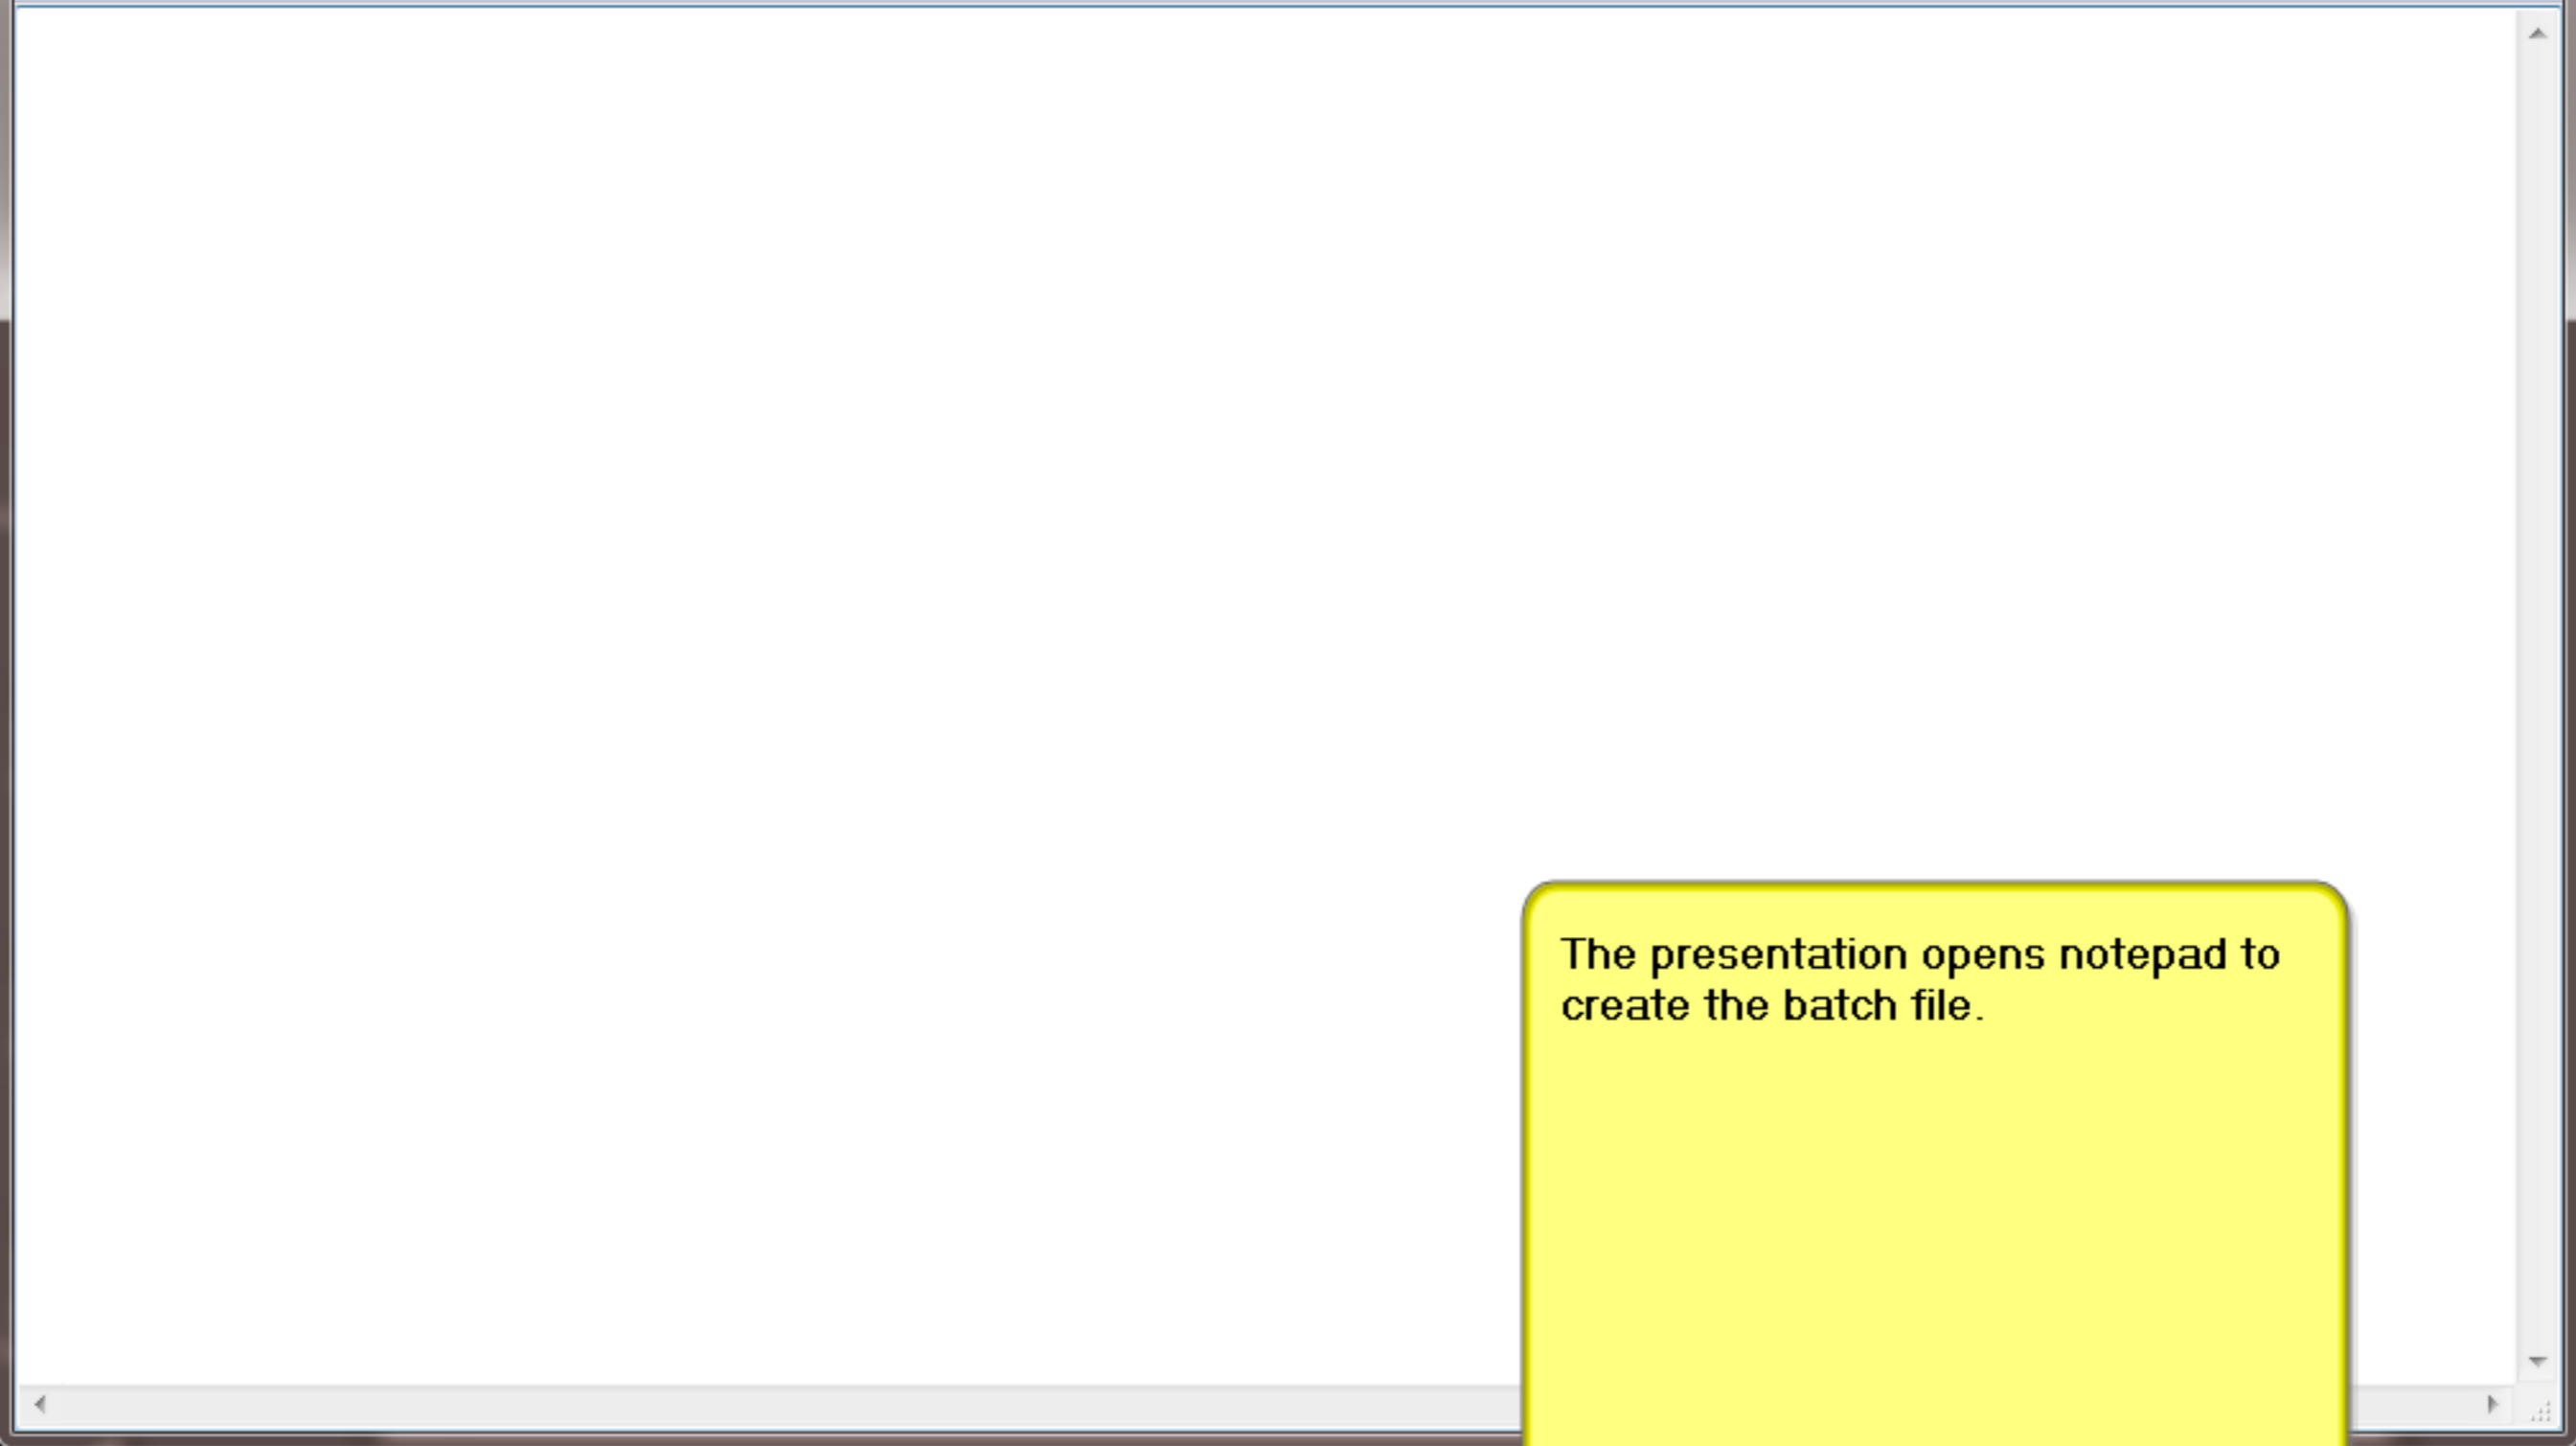 The presentation opens notepad to
create the batch file.